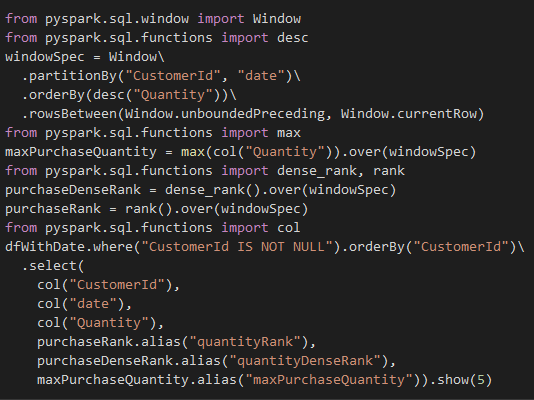 from pyspark.sql.window import Window
from pyspark.sql.functions import desc
windowSpec = Window\
  .partitionBy("CustomerId", "date")\
  .orderBy(desc("Quantity"))\
  .rowsBetween(Window.unboundedPreceding, Window.currentRow)
from pyspark.sql.functions import max
maxPurchaseQuantity = max(col("Quantity")).over(windowSpec)
from pyspark.sql.functions import dense_rank, rank
purchaseDenseRank = dense_rank().over(windowSpec)
purchaseRank = rank().over(windowSpec)
from pyspark.sql.functions import col
dfWithDate.where("CustomerId IS NOT NULL").orderBy("CustomerId")\
  .select(
    col("CustomerId"),
    col("date"),
    col("Quantity"),
    purchaseRank.alias("quantityRank"),
    purchaseDenseRank.alias("quantityDenseRank"),
    maxPurchaseQuantity.alias("maxPurchaseQuantity")).show(5)